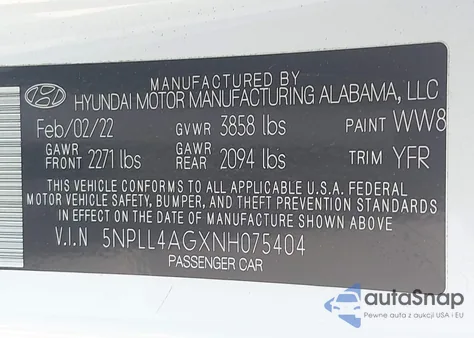 MANUFACTURED BY
HYUNDAI MOTOR MANUFACTURING ALABAMA, LLC
Feb/02/22 GVWR 3858 lbs PAINT WW8
GAWR FRONT 2271 lbs GAWR REAR 2094 lbs TRIM YFR
THIS VEHICLE CONFORMS TO ALL APPLICABLE U.S.A. FEDERAL
MOTOR VEHICLE SAFETY, BUMPER, AND THEFT PREVENTION STANDARDS
IN EFFECT ON THE DATE OF MANUFACTURE SHOWN ABOVE.
V.I.N 5NPLL4AGXNH075404
PASSENGER CAR
autoSnap
Pewne auta z aukcji USA i EU